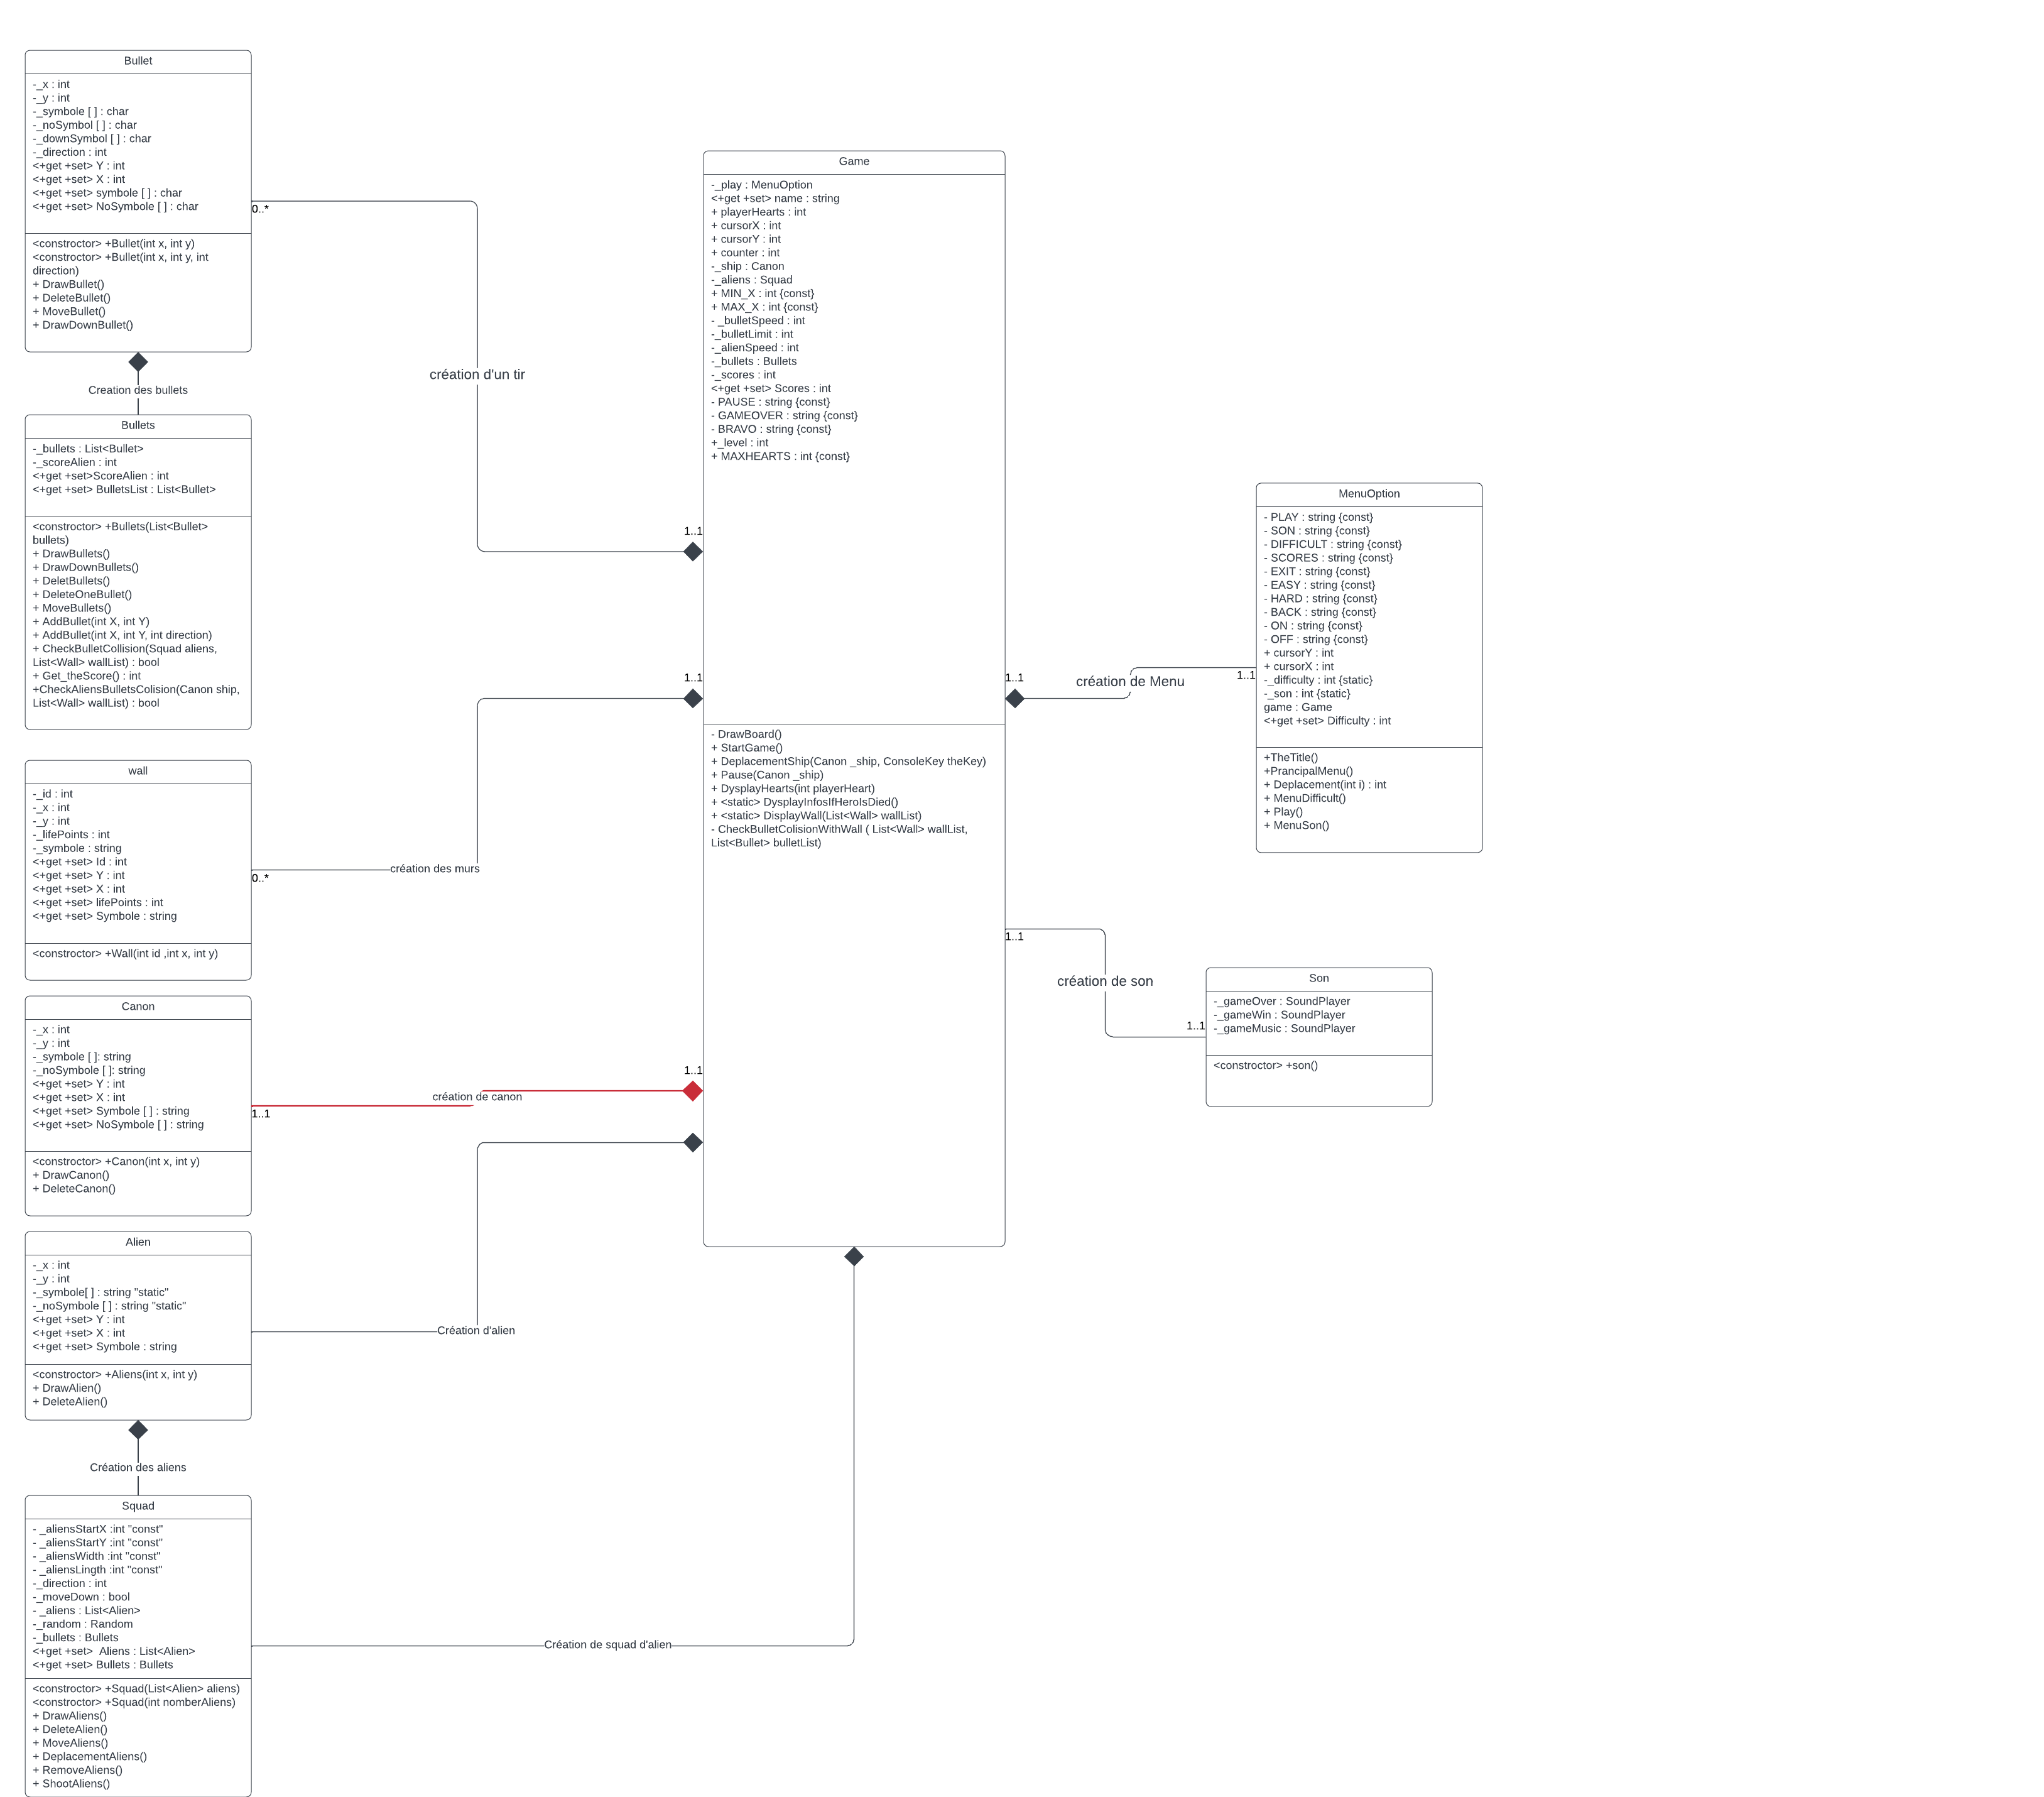 Bullet
-_x : int
-_y : int
-_symbole [ ] : char
-_noSymbol [ ] : char
-_downSymbol [ ] : char
-_direction : int
<+get +set> Y : int
<+get +set> X : int
<+get +set> symbole [ ] : char
<+get +set> NoSymbole [ ] : char
<constroctor> +Bullet(int x, int y)
<constroctor> +Bullet(int x, int y, int
direction)
+ DrawBullet()
+ DeleteBullet()
+ MoveBullet()
+ DrawDownBullet()
0..*
création d'un tir
1..1
Creation des bullets
Bullets
-_bullets : List<Bullet>
-_scoreAlien : int
<+get +set>ScoreAlien : int
<+get +set> BulletsList : List<Bullet>
<constroctor> +Bullets(List<Bullet>
bullets)
+ DrawBullets()
+ DrawDownBullets()
+ DeletBullets()
+ DeleteOneBullet()
+ MoveBullets()
+ AddBullet(int X, int Y)
+ AddBullet(int X, int Y, int direction)
+ CheckBulletCollision(Squad aliens,
List<Wall> wallList) : bool
+ Get_theScore() : int
+CheckAliensBulletsColision(Canon ship,
List<Wall> wallList) : bool
wall
-_id : int
-_x : int
-_y : int
-_lifePoints : int
-_symbole : string
<+get +set> Id : int
<+get +set> Y : int
<+get +set> X : int
<+get +set> lifePoints : int
<+get +set> Symbole : string
<constroctor> +Wall(int id ,int x, int y)
0..*
création des murs
1..1
Canon
-_x : int
-_y : int
-_symbole [ ]: string
-_noSymbole [ ]: string
<+get +set> Y : int
<+get +set> X : int
<+get +set> Symbole [ ] : string
<+get +set> NoSymbole [ ] : string
<constroctor> +Canon(int x, int y)
+ DrawCanon()
+ DeleteCanon()
1..1
création de canon
1..1
Alien
-_x : int
-_y : int
-_symbole[ ] : string "static"
-_noSymbole [ ] : string "static"
<+get +set> Y : int
<+get +set> X : int
<+get +set> Symbole : string
<constroctor> +Aliens(int x, int y)
+ DrawAlien()
+ DeleteAlien()
Création d'alien
Création des aliens
Squad
- _aliensStartX :int "const"
- _aliensStartY :int "const"
- _aliensWidth :int "const"
- _aliensLingth :int "const"
-_direction : int
-_moveDown : bool
- _aliens : List<Alien>
-_random : Random
-_bullets : Bullets
<+get +set>  Aliens : List<Alien>
<+get +set> Bullets : Bullets
<constroctor> +Squad(List<Alien> aliens)
<constroctor> +Squad(int nomberAliens)
+ DrawAliens()
+ DeleteAlien()
+ MoveAliens()
+ DeplacementAliens()
+ RemoveAliens()
+ ShootAliens()
Création de squad d'alien
Game
-_play : MenuOption
<+get +set> name : string
+ playerHearts : int
+ cursorX : int
+ cursorY : int
+ counter : int
-_ship : Canon
-_aliens : Squad
+ MIN_X : int {const}
+ MAX_X : int {const}
- _bulletSpeed : int
-_bulletLimit : int
-_alienSpeed : int
-_bullets : Bullets
-_scores : int
<+get +set> Scores : int
- PAUSE : string {const}
- GAMEOVER : string {const}
- BRAVO : string {const}
+_level : int
+ MAXHEARTS : int {const}
- DrawBoard()
+ StartGame()
+ DeplacementShip(Canon _ship, ConsoleKey theKey)
+ Pause(Canon _ship)
+ DysplayHearts(int playerHeart)
+ <static> DysplayInfosIfHeroIsDied()
+ <static> DisplayWall(List<Wall> wallList)
- CheckBulletColisionWithWall ( List<Wall> wallList,
List<Bullet> bulletList)
1..1
création de Menu
1..1
MenuOption
- PLAY : string {const}
- SON : string {const}
- DIFFICULT : string {const}
- SCORES : string {const}
- EXIT : string {const}
- EASY : string {const}
- HARD : string {const}
- BACK : string {const}
- ON : string {const}
- OFF : string {const}
+ cursorY : int
+ cursorX : int
-_difficulty : int {static}
-_son : int {static}
game : Game
<+get +set> Difficulty : int
+TheTitle()
+PrancipalMenu()
+ Deplacement(int i) : int
+ MenuDifficult()
+ Play()
+ MenuSon()
1..1
création de son
1..1
Son
-_gameOver : SoundPlayer
-_gameWin : SoundPlayer
-_gameMusic : SoundPlayer
<constroctor> +son()